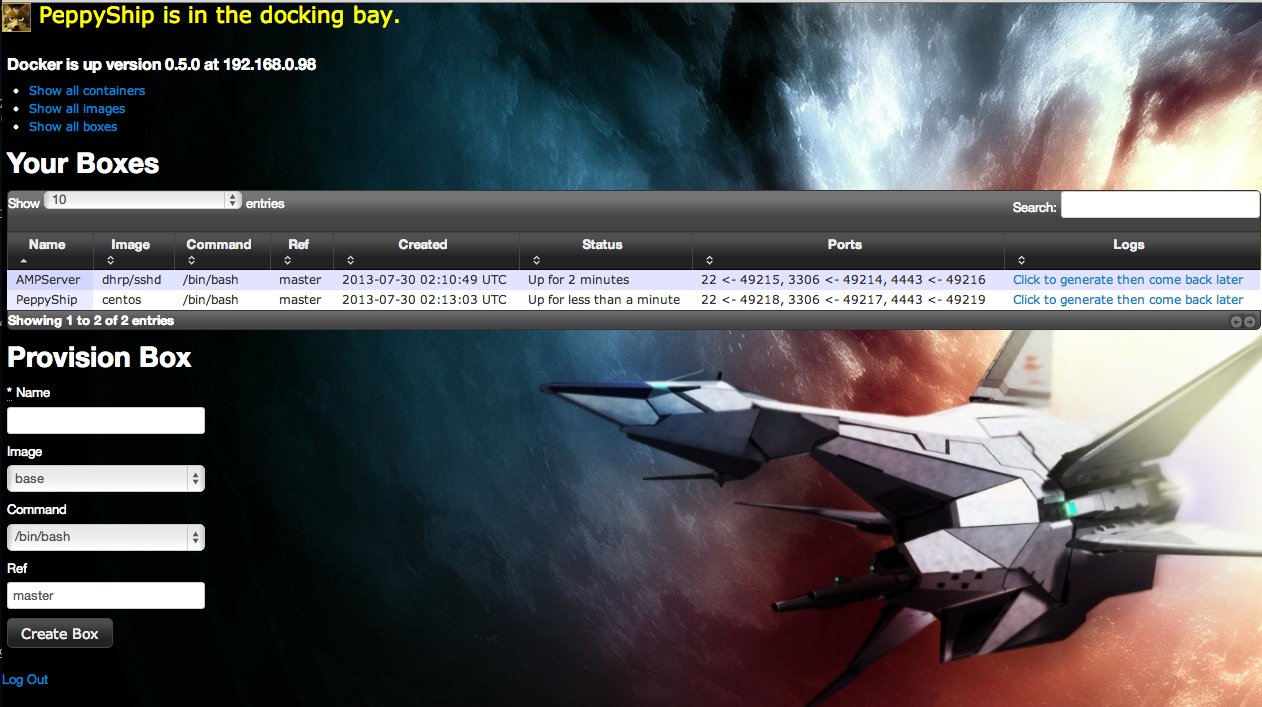 PeppyShip is in the docking bay.
Docker is up version 0.5.0 at 192.168.0.98
Show all containers
Show all images
Show all boxes
Your Boxes
Show 10 entries Search:
Name Image Command Ref Created Status Ports Logs
AMPServer dhrp/sshd /bin/bash master 2013-07-30 02:10:49 UTC Up for 2 minutes 22 <- 49215, 3306 <- 49214, 4443 <- 49216 Click to generate then come back later
PeppyShip centos /bin/bash master 2013-07-30 02:13:03 UTC Up for less than a minute 22 <- 49218, 3306 <- 49217, 4443 <- 49219 Click to generate then come back later
Showing 1 to 2 of 2 entries
Provision Box
* Name
Image
base
Command
/bin/bash
Ref
master
Create Box
Log Out